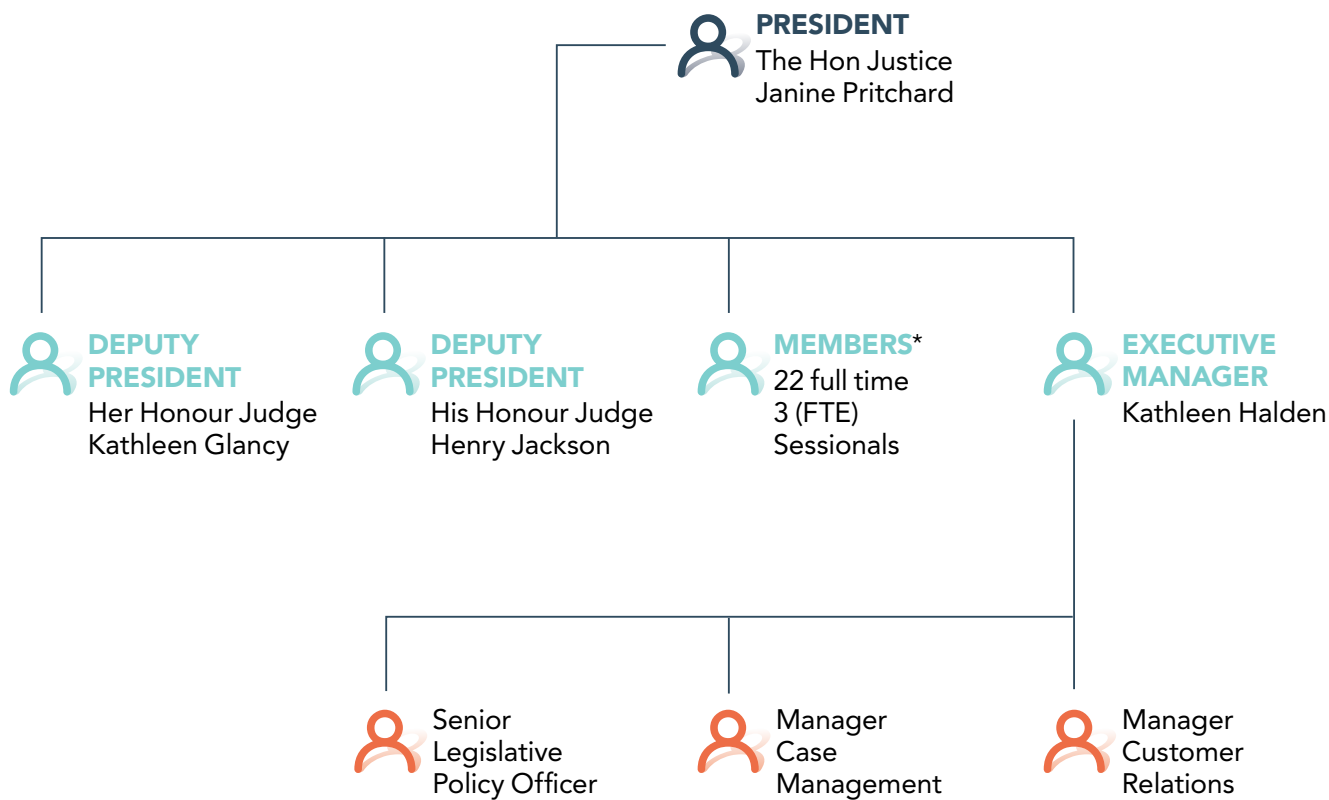 PRESIDENT
The Hon Justice
Janine Pritchard
DEPUTY
PRESIDENT
Her Honour Judge
Kathleen Glancy
DEPUTY
PRESIDENT
His Honour Judge
Henry Jackson
MEMBERS*
22 full time
3 (FTE)
Sessionals
EXECUTIVE
MANAGER
Kathleen Halden
Senior
Legislative
Policy Officer
Manager
Case
Management
Manager
Customer
Relations